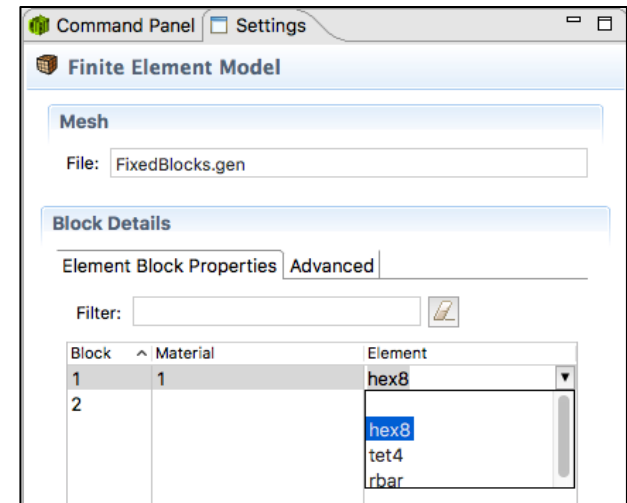 Command Panel Settings
Finite Element Model
Mesh
File: FixedBlocks.gen
Block Details
Element Block Properties Advanced
Filter:
Block Material Element
1 1 hex8
2
hex8
tet4
rbar